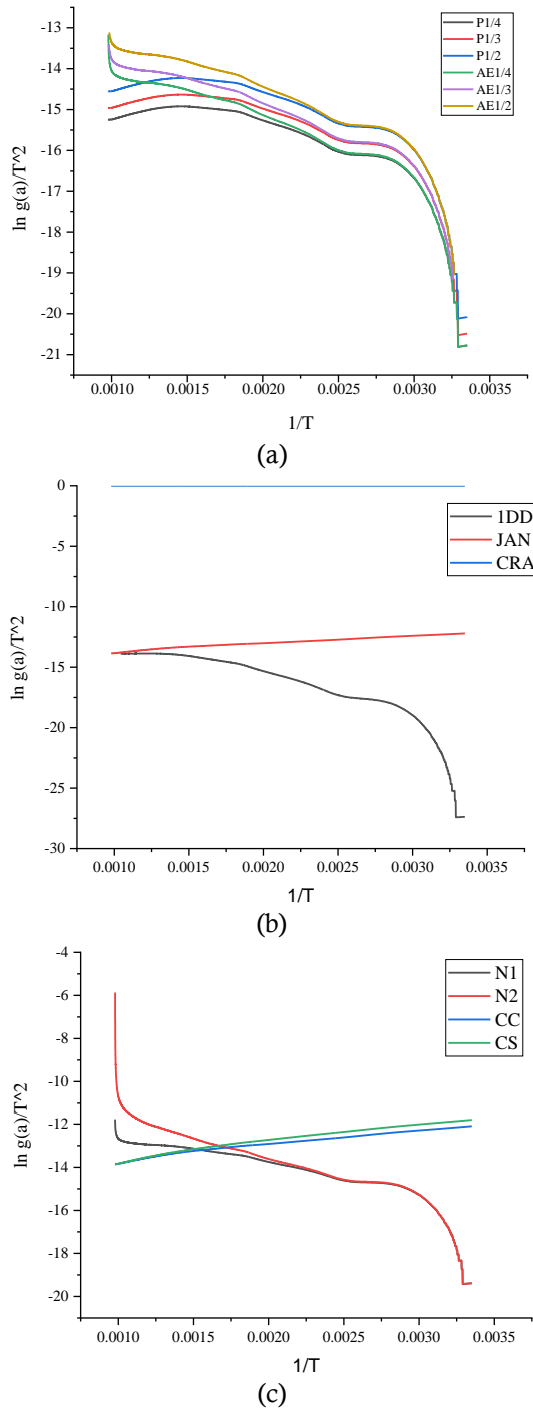 -13
-14
-15
-16
-17
-18
-19
-20
-21
ln g(a)/T^2
P1/4
P1/3
P1/2
AE1/4
AE1/3
AE1/2
0.0010 0.0015 0.0020 0.0025 0.0030 0.0035
1/T
(a)
0
-5
-10
-15
-20
-25
-30
ln g(a)/T^2
1DD
JAN
CRA
0.0010 0.0015 0.0020 0.0025 0.0030 0.0035
1/T
(b)
-4
-6
-8
-10
-12
-14
-16
-18
-20
ln g(a)/T^2
N1
N2
CC
CS
0.0010 0.0015 0.0020 0.0025 0.0030 0.0035
1/T
(c)